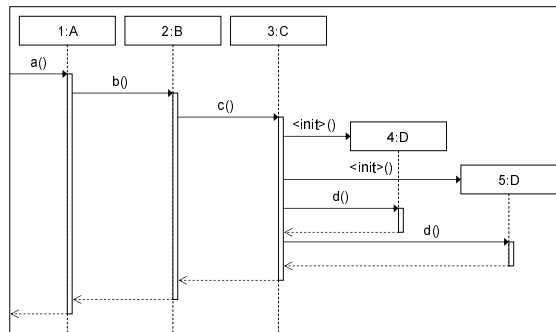 1:A
2:B
3:C
a()
b()
c()
<init>()
4:D
<init>()
5:D
d()
d()